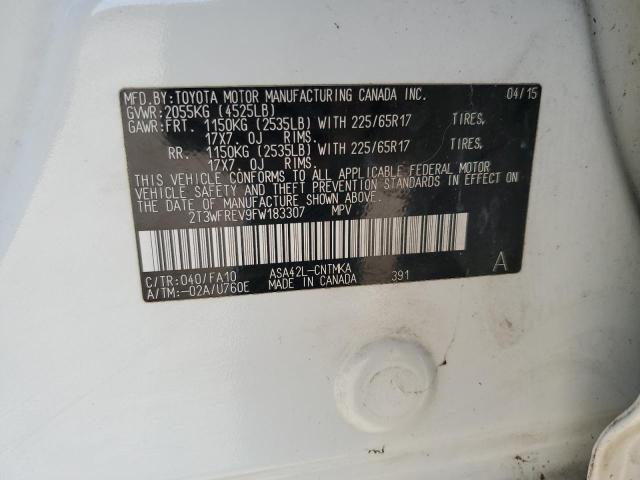 MFD.BY:TOYOTA MOTOR MANUFACTURING CANADA INC. 04/15
GVWR:2055KG (4525LB)
GAWR:FRT. 1150KG (2535LB) WITH 225/65R17 TIRES,
17X7 OJ RIMS
RR. 1150KG (2535LB) WITH 225/65R17 TIRES,
17X7 OJ RIMS,
THIS VEHICLE CONFORMS TO ALL APPLICABLE FEDERAL MOTOR
VEHICLE SAFETY AND THEFT PREVENTION STANDARDS IN EFFECT ON
THE DATE OF MANUFACTURE SHOWN ABOVE.
2T3WFREV9FW183307 MPV
C/TR:040/FA10 ASA42L-CNTMKA 391 A
A/TM:-02A/U760E MADE IN CANADA